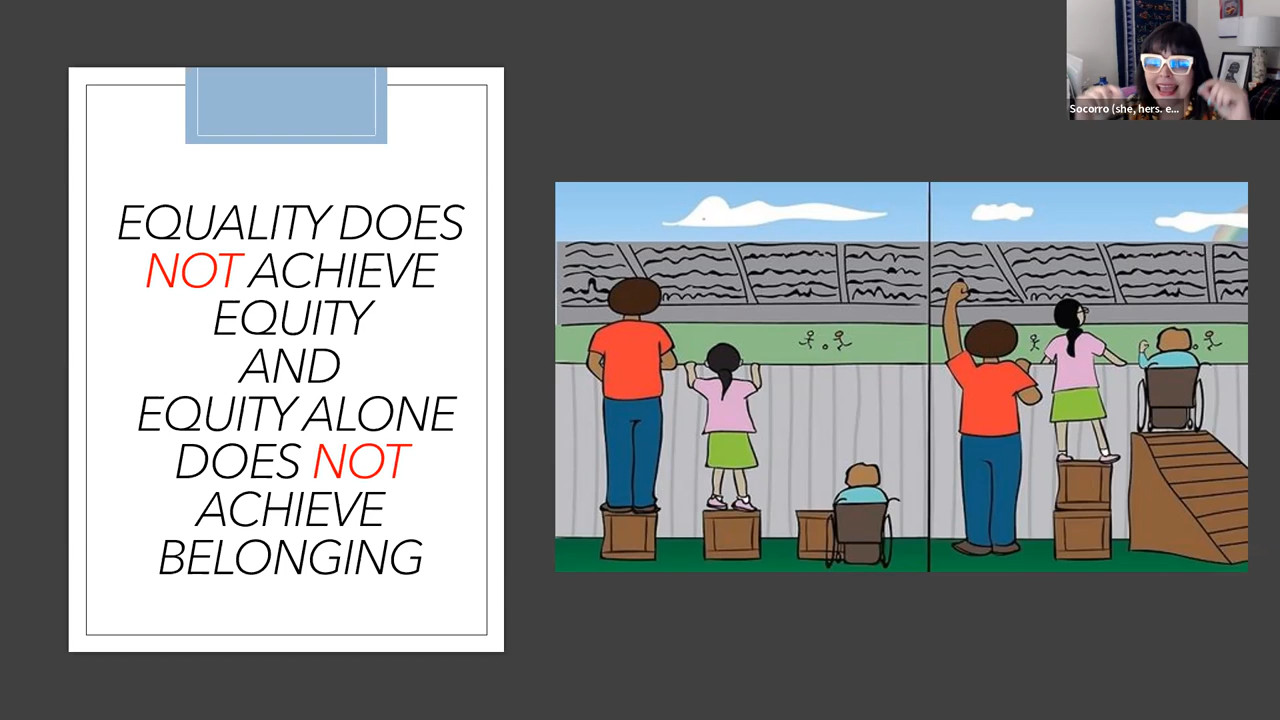 EQUALITY DOES
NOT ACHIEVE
EQUITY
AND
EQUITY ALONE
DOES NOT
ACHIEVE
BELONGING
Socorro (she, hers. e...